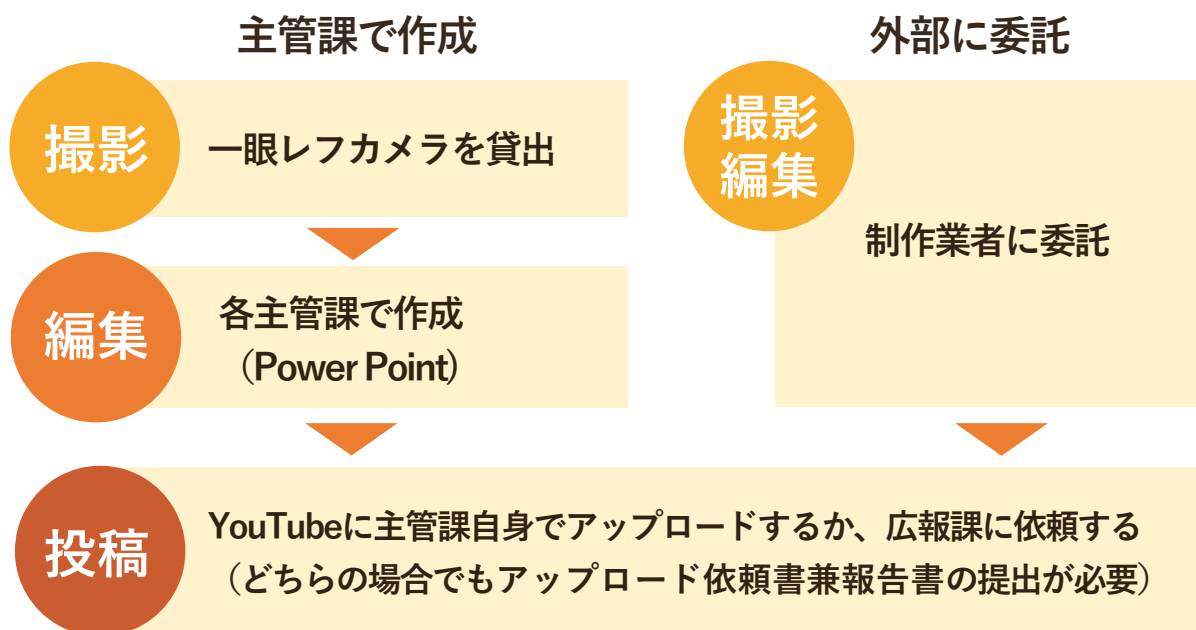 主管課で作成
撮影
一眼レフカメラを貸出
編集
各主管課で作成
（Power Point）
外部に委託
撮影
編集
制作業者に委託
投稿
YouTubeに主管課自身でアップロードするか、広報課に依頼する
（どちらの場合でもアップロード依頼書兼報告書の提出が必要）